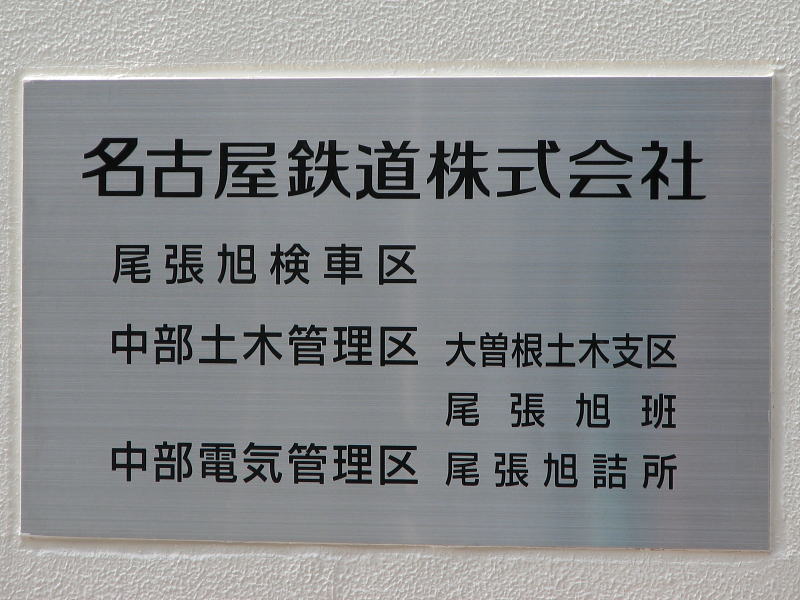 名古屋鉄道株式会社
尾張旭検車区
中部土木管理区 大曽根土木支区
尾張旭班
中部電気管理区 尾張旭詰所